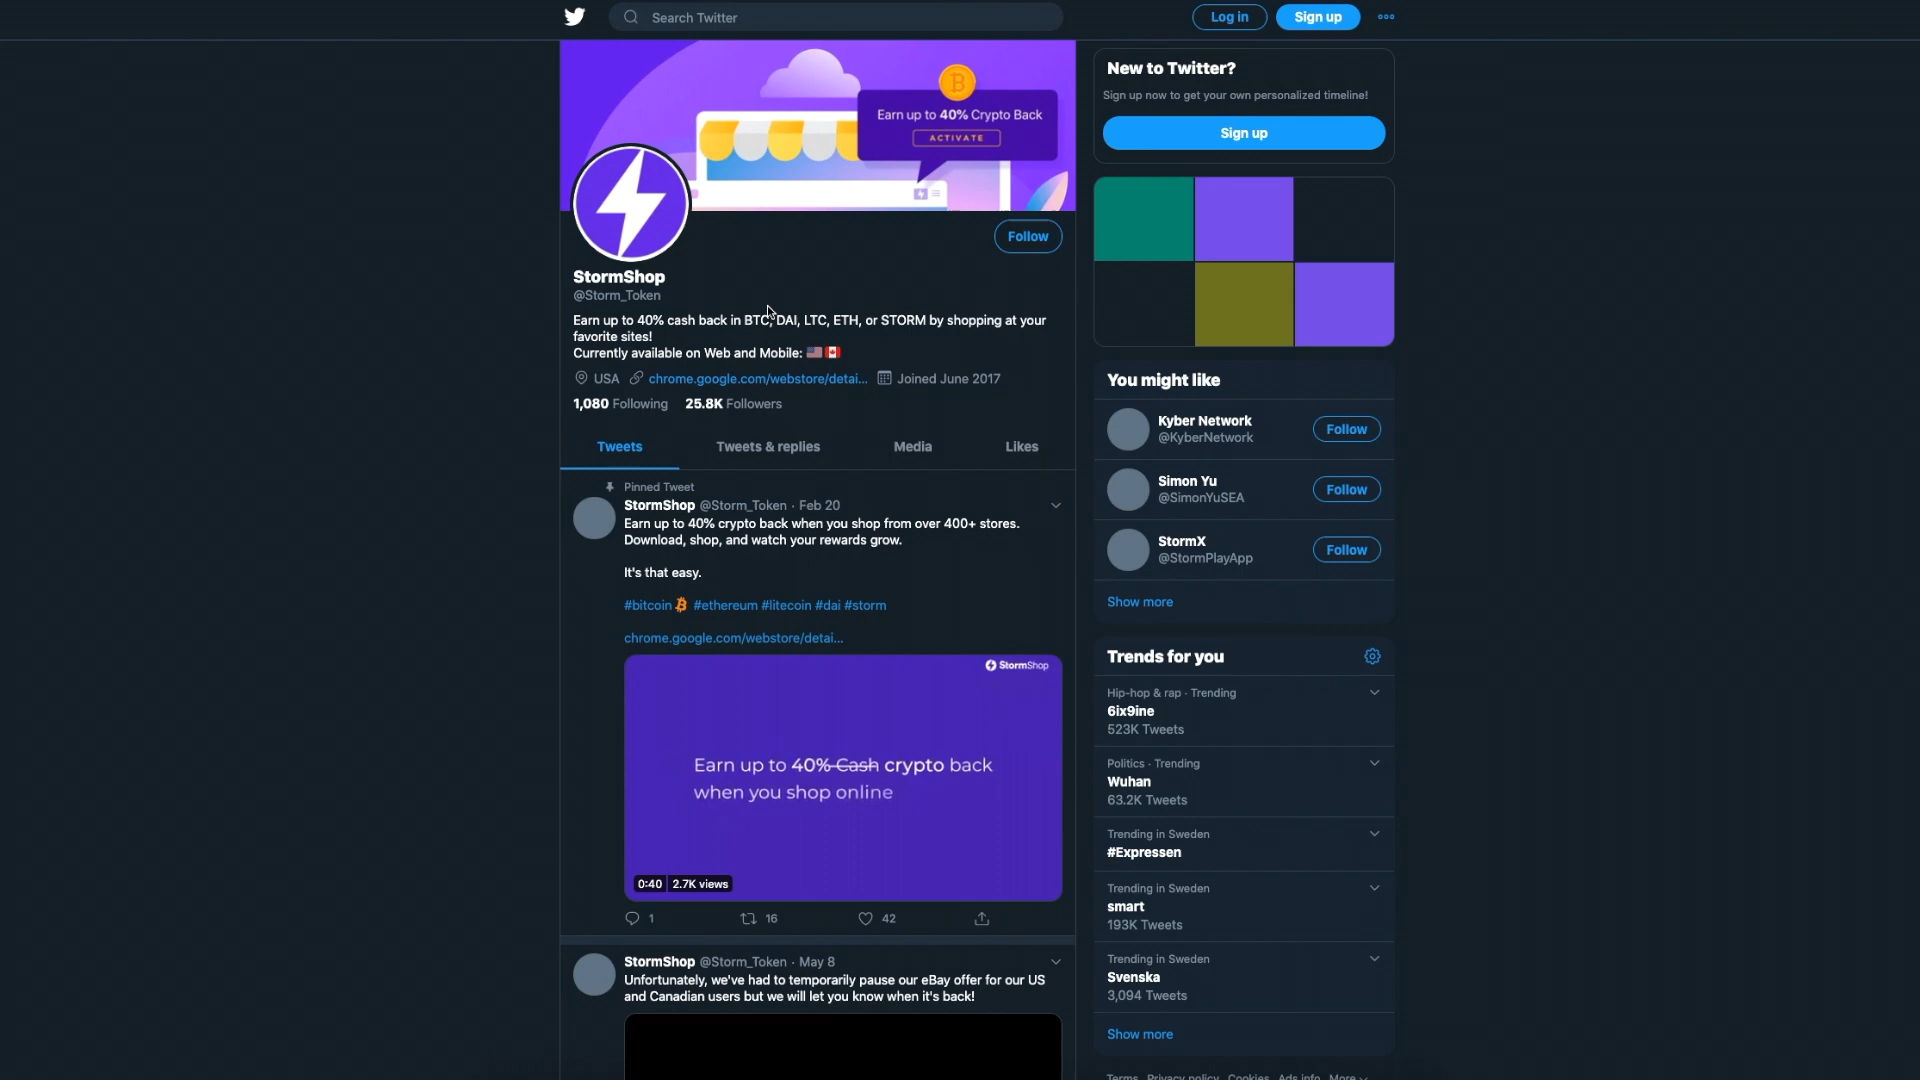 Search Twitter
Log in
Sign up
Earn up to 40% Crypto Back
ACTIVATE
Follow
StormShop
@Storm_Token
Earn up to 40% cash back in BTC, DAI, LTC, ETH, or STORM by shopping at your
favorite sites!
Currently available on Web and Mobile: 🇺🇸🇨🇦
USA chrome.google.com/webstore/detai... Joined June 2017
1,080 Following 25.8K Followers
Tweets Tweets & replies Media Likes
Pinned Tweet
StormShop @Storm_Token · Feb 20
Earn up to 40% crypto back when you shop from over 400+ stores.
Download, shop, and watch your rewards grow.
It's that easy.
#bitcoin #ethereum #litecoin #dai #storm
chrome.google.com/webstore/detai...
StormShop
Earn up to 40% Cash crypto back
when you shop online
0:40 2.7K views
1 16 42
StormShop @Storm_Token · May 8
Unfortunately, we've had to temporarily pause our eBay offer for our US
and Canadian users but we will let you know when it's back!
New to Twitter?
Sign up now to get your own personalized timeline!
Sign up
You might like
Kyber Network
@KyberNetwork
Follow
Simon Yu
@SimonYuSEA
Follow
StormX
@StormPlayApp
Follow
Show more
Trends for you
Hip-hop & rap · Trending
6ix9ine
523K Tweets
Politics · Trending
Wuhan
63.2K Tweets
Trending in Sweden
#Expressen
Trending in Sweden
smart
193K Tweets
Trending in Sweden
Svenska
3,094 Tweets
Show more
Terms Privacy policy Cookies Ads info More